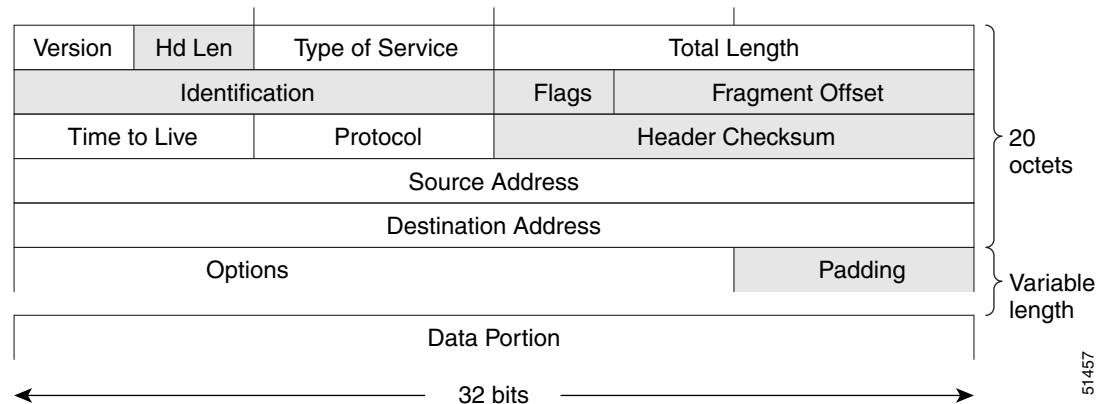 Version Hd Len Type of Service Total Length
Identification Flags Fragment Offset
Time to Live Protocol Header Checksum
20
octets
Source Address
Destination Address
Options Padding
Variable
length
Data Portion
32 bits
51457